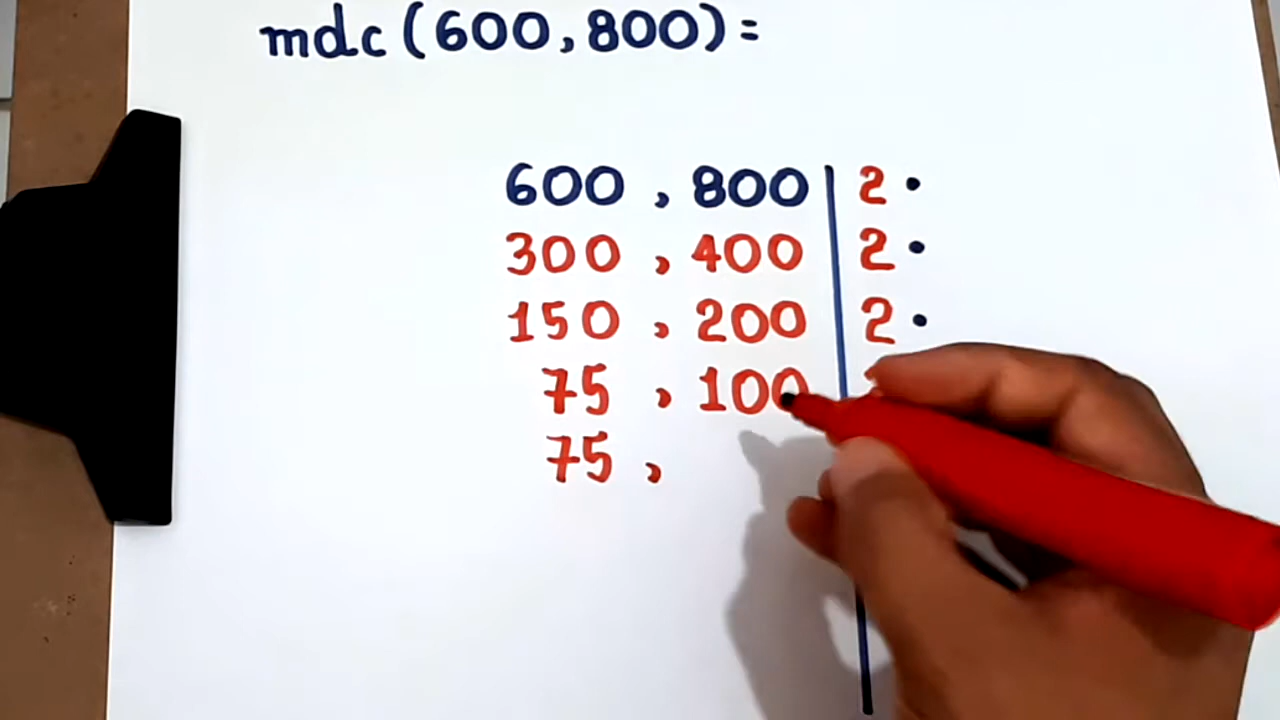 mdc (600, 800) =
600 , 800 | 2 •
300 , 400 | 2 •
150 , 200 | 2 •
75 , 100 |
75 ,